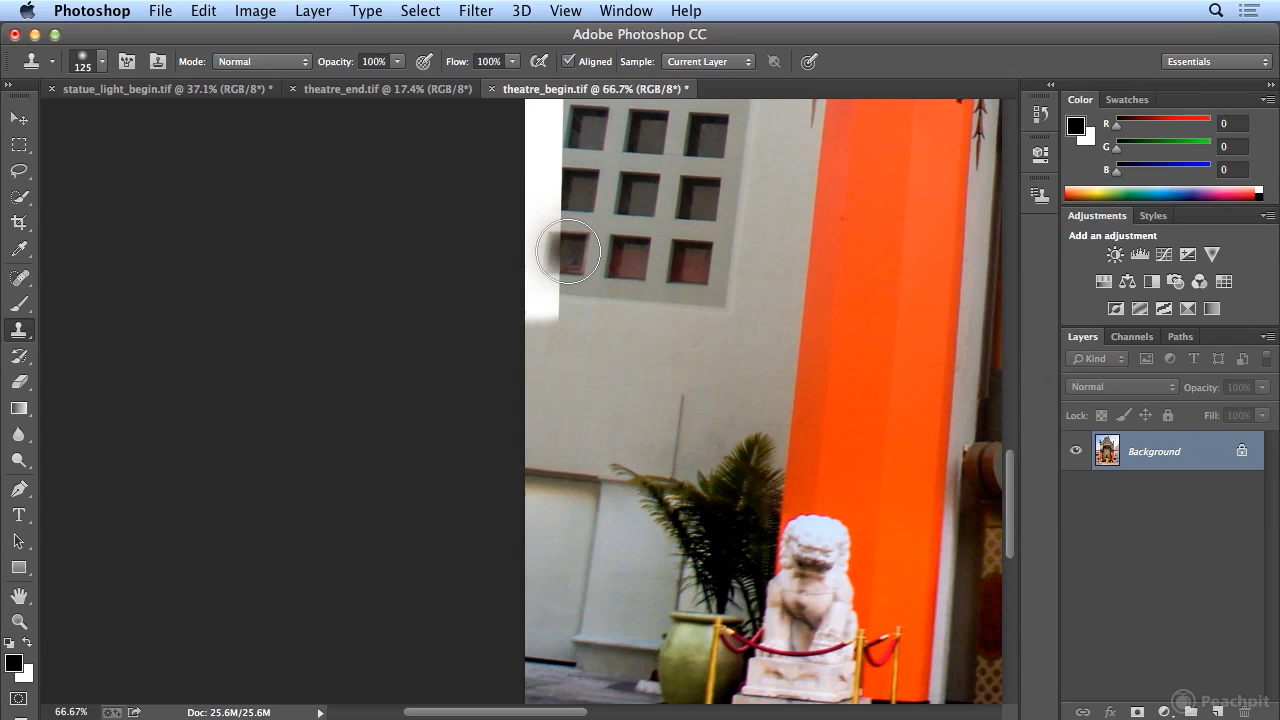 Photoshop File Edit Image Layer Type Select Filter 3D View Window Help
Adobe Photoshop CC
125 Mode: Normal Opacity: 100% Flow: 100% Aligned Sample: Current Layer Essentials
× statue_light_begin.tif @ 37.1% (RGB/8*) * × theatre_end.tif @ 17.4% (RGB/8*) × theatre_begin.tif @ 66.7% (RGB/8*) *
Color Swatches
R 0
G 0
B 0
Adjustments Styles
Add an adjustment
Layers Channels Paths
Kind
Normal Opacity: 100%
Lock: Fill: 100%
Background
66.67% Doc: 25.6M/25.6M
Peachpit